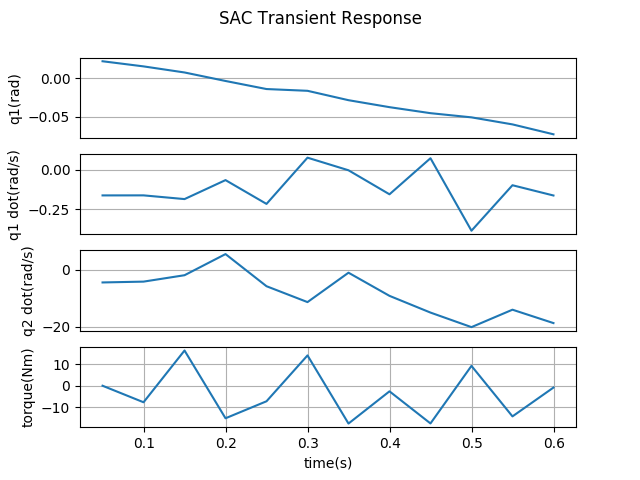 SAC Transient Response
q1(rad)
0.00
−0.05
q1 dot(rad/s)
0.00
−0.25
q2 dot(rad/s)
0
−20
torque(Nm)
10
0
−10
0.1 0.2 0.3 0.4 0.5 0.6
time(s)